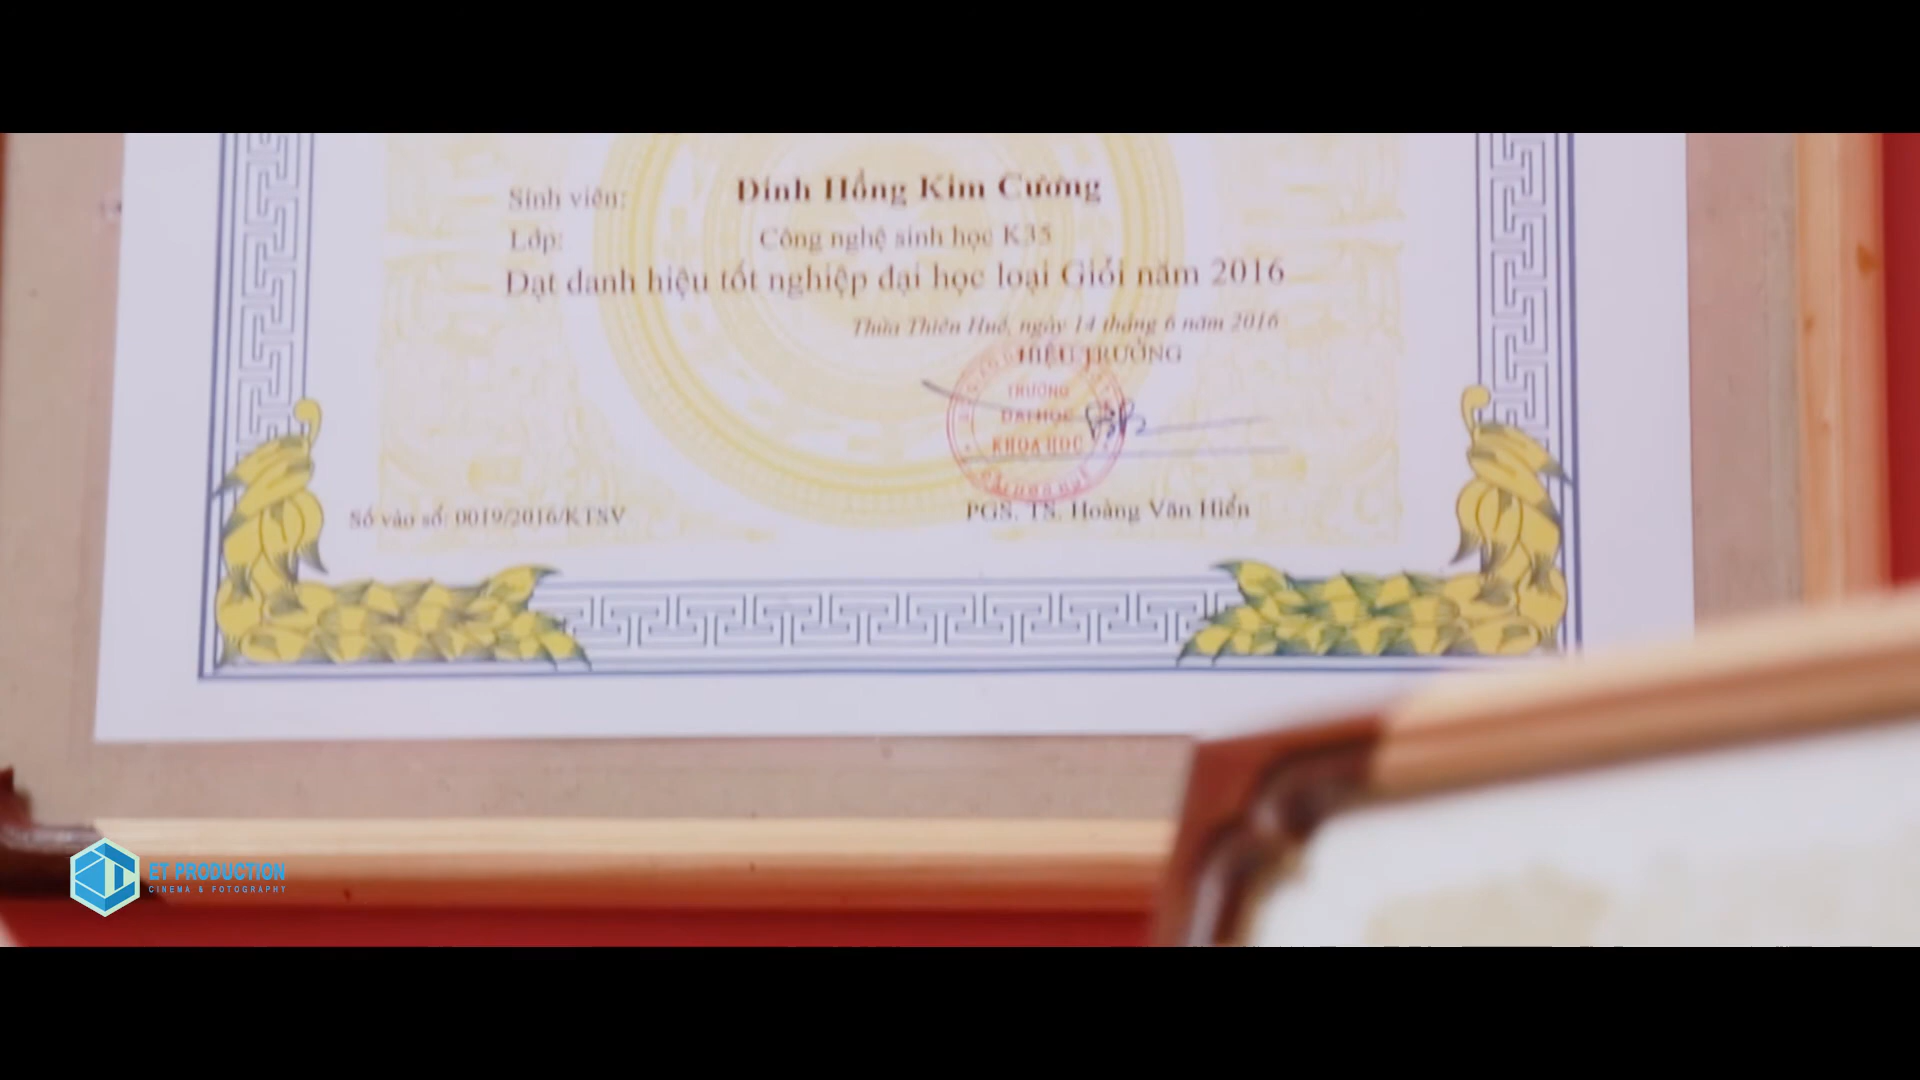 Sinh viên: Đinh Hồng Kim Cương
Lớp: Công nghệ sinh học K35
Đạt danh hiệu tốt nghiệp đại học loại Giỏi năm 2016
Thừa Thiên Huế, ngày 14 tháng 6 năm 2016
HIỆU TRƯỞNG
TRƯỜNG
ĐẠI HỌC
KHOA HỌC
Số vào sổ: 0019/2016/KTSV
PGS. TS. Hoàng Văn Hiển
ET PRODUCTION
CINEMA & FOTOGRAPHY